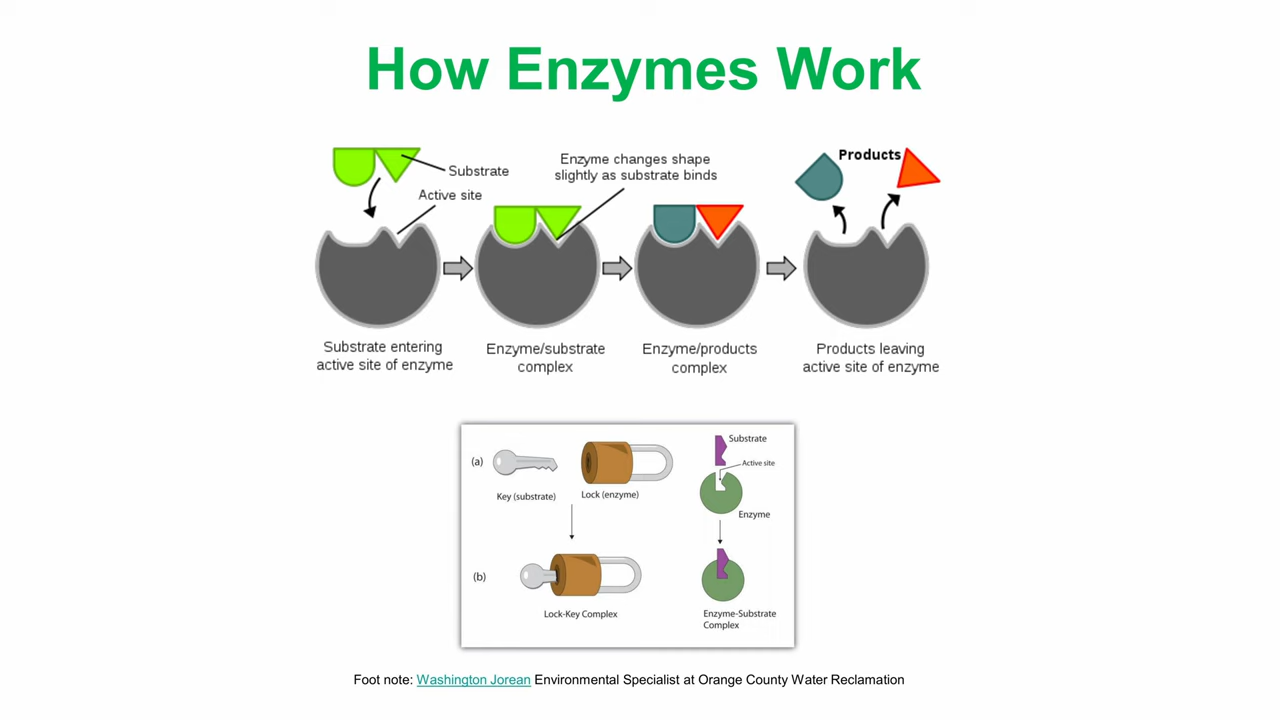 How Enzymes Work
Substrate
Active site
Enzyme changes shape
slightly as substrate binds
Products
Substrate entering
active site of enzyme
Enzyme/substrate
complex
Enzyme/products
complex
Products leaving
active site of enzyme
(a)
Key (substrate)
Lock (enzyme)
Substrate
Active site
Enzyme
(b)
Lock-Key Complex
Enzyme-Substrate
Complex
Foot note: Washington Jorean Environmental Specialist at Orange County Water Reclamation